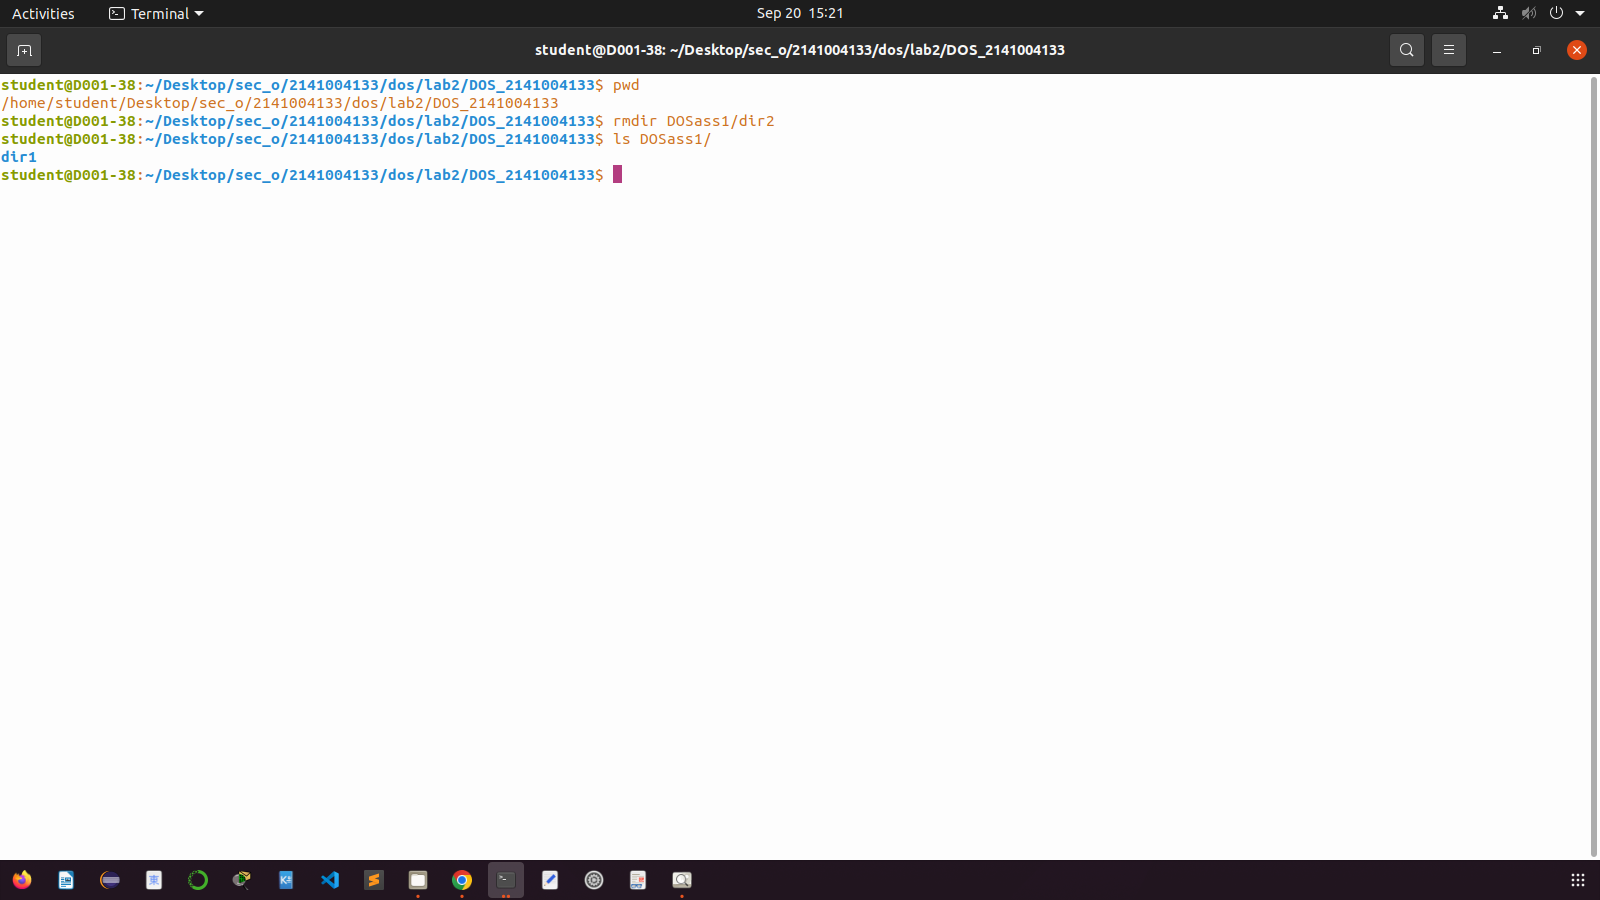 Activities Terminal Sep 20 15:21
student@D001-38: ~/Desktop/sec_o/2141004133/dos/lab2/DOS_2141004133
student@D001-38:~/Desktop/sec_o/2141004133/dos/lab2/DOS_2141004133$ pwd
/home/student/Desktop/sec_o/2141004133/dos/lab2/DOS_2141004133
student@D001-38:~/Desktop/sec_o/2141004133/dos/lab2/DOS_2141004133$ rmdir DOSass1/dir2
student@D001-38:~/Desktop/sec_o/2141004133/dos/lab2/DOS_2141004133$ ls DOSass1/
dir1
student@D001-38:~/Desktop/sec_o/2141004133/dos/lab2/DOS_2141004133$